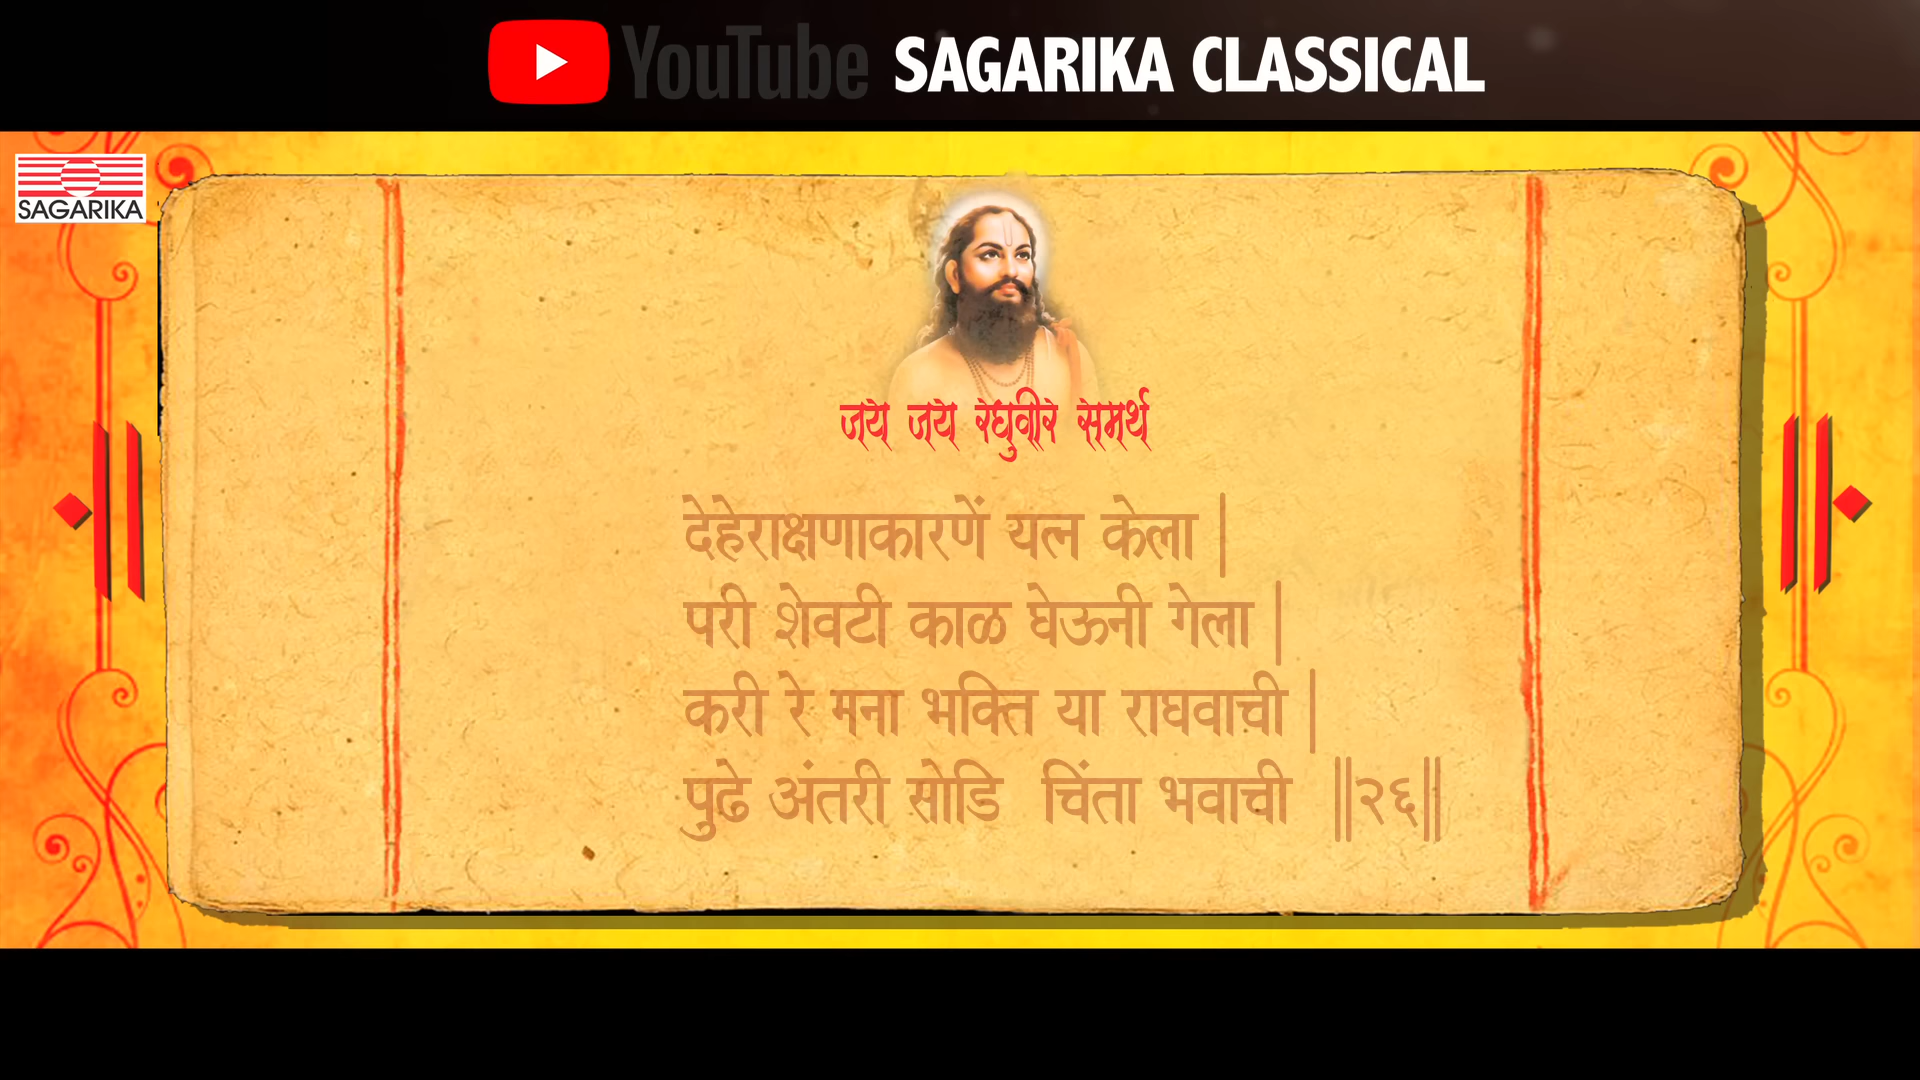 YouTube SAGARIKA CLASSICAL
SAGARIKA
जय जय रघुवीर समर्थ
देहेराक्षणाकारणें यत्न केला |
परी शेवटी काळ घेऊनी गेला |
करी रे मना भक्ति या राघवाची |
पुढे अंतरी सोडि चिंता भवाची ||२६||